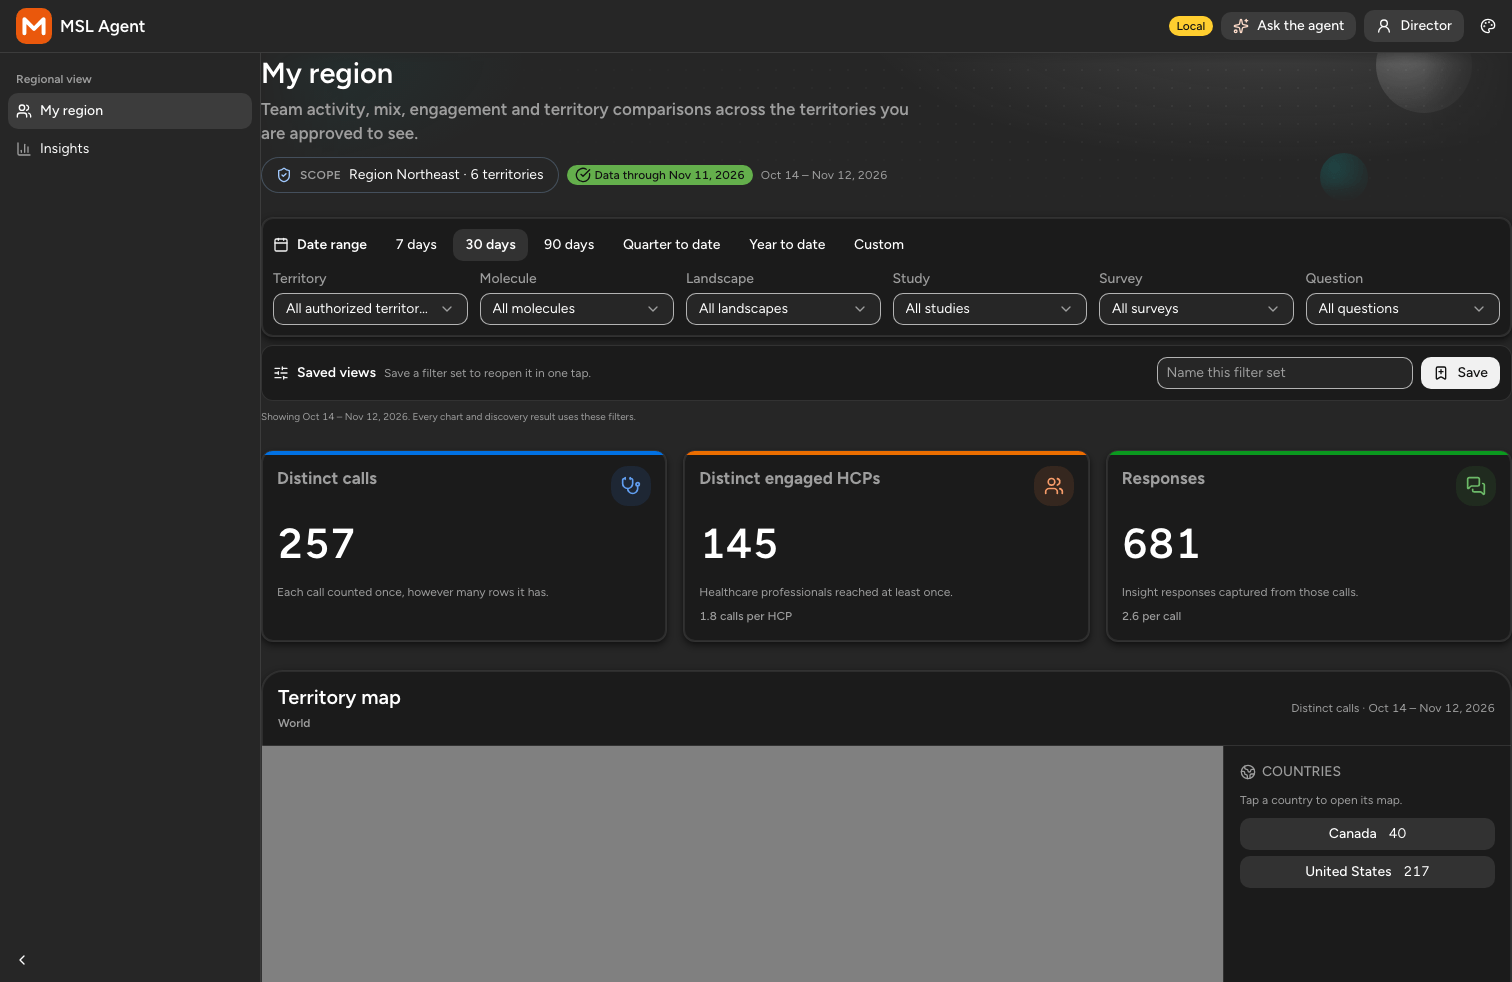 MSL Agent
Local
Ask the agent
Director
Regional view
My region
Insights
My region
Team activity, mix, engagement and territory comparisons across the territories you
are approved to see.
SCOPE Region Northeast · 6 territories
Data through Nov 11, 2026
Oct 14 – Nov 12, 2026
Date range
7 days
30 days
90 days
Quarter to date
Year to date
Custom
Territory
All authorized territor...
Molecule
All molecules
Landscape
All landscapes
Study
All studies
Survey
All surveys
Question
All questions
Saved views
Save a filter set to reopen it in one tap.
Name this filter set
Save
Showing Oct 14 – Nov 12, 2026. Every chart and discovery result uses these filters.
Distinct calls
257
Each call counted once, however many rows it has.
Distinct engaged HCPs
145
Healthcare professionals reached at least once.
1.8 calls per HCP
Responses
681
Insight responses captured from those calls.
2.6 per call
Territory map
World
Distinct calls · Oct 14 – Nov 12, 2026
COUNTRIES
Tap a country to open its map.
Canada 40
United States 217